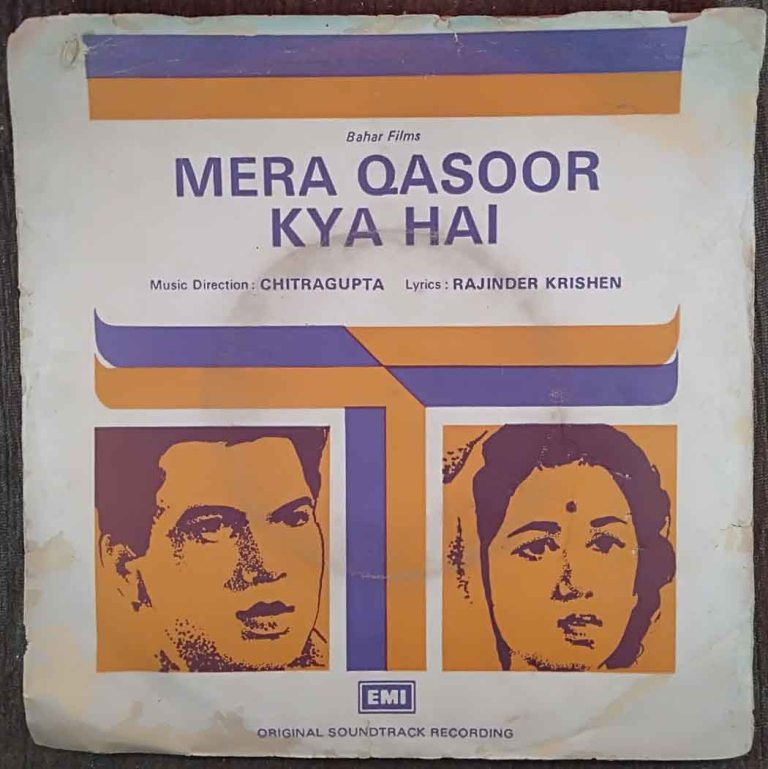 Bahar Films
MERA QASOOR
KYA HAI
Music Direction : CHITRAGUPTA Lyrics : RAJINDER KRISHEN
EMI
ORIGINAL SOUNDTRACK RECORDING